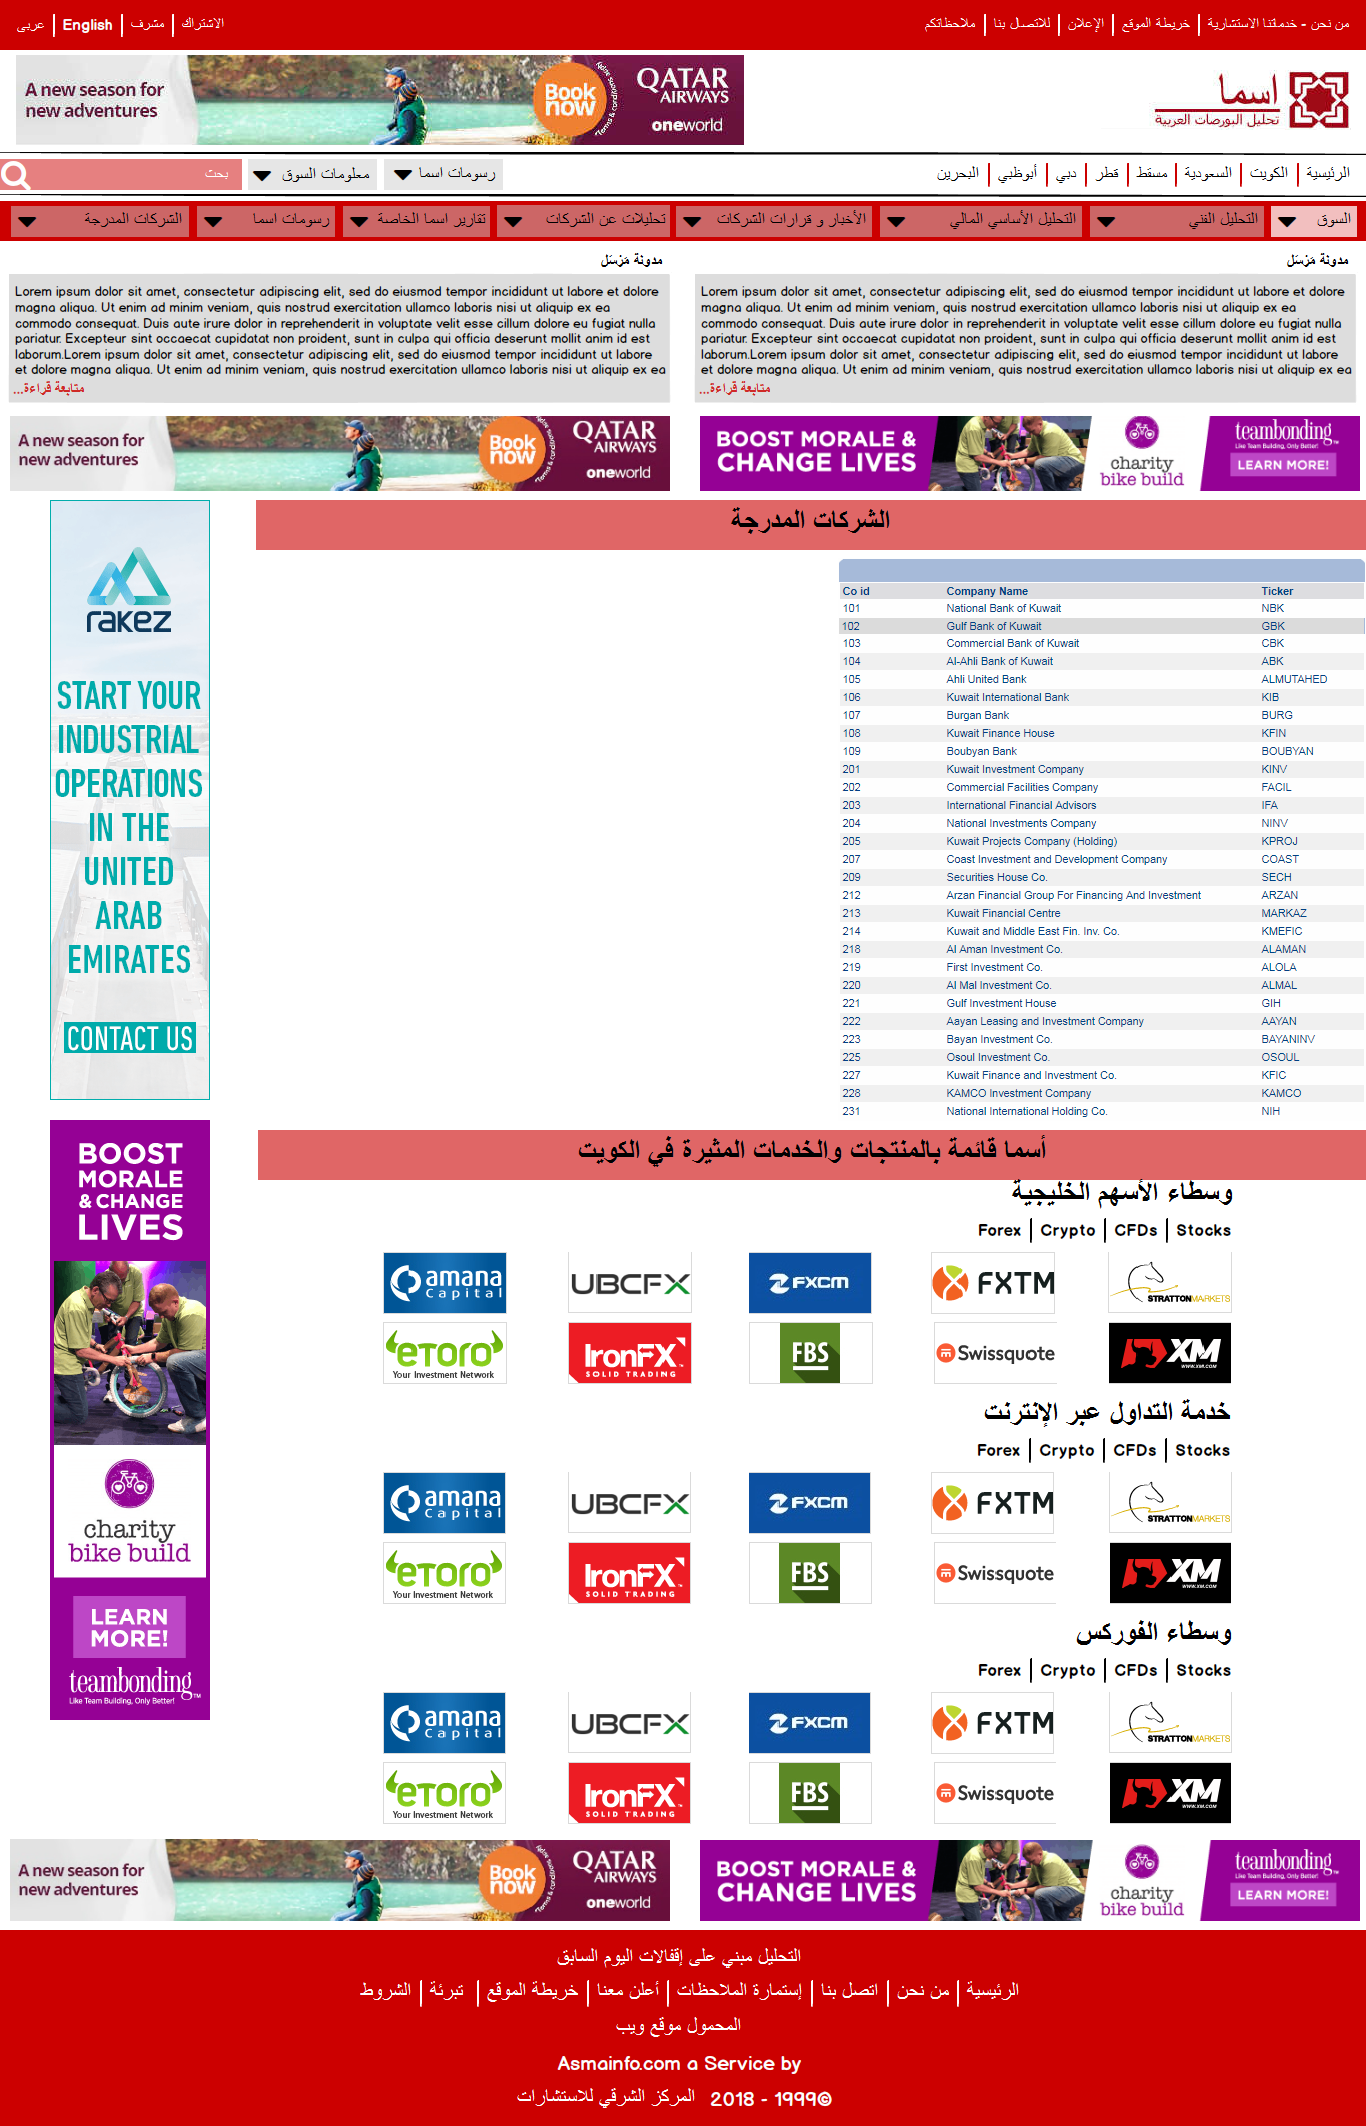 من نحن - خدمتنا الاستشارية | خريطة الموقع | الإعلان | للاتصال بنا | ملاحظاتكم
الاشتراك | مشرف | English | عربى
A new season for
new adventures
Book
now
QATAR
AIRWAYS
oneworld
Terms & conditions
اسما
تحليل البورصات العربية
الرئيسية | الكويت | السعودية | مسقط | قطر | دبي | أبوظبي | البحرين
رسومات اسما
معلومات السوق
بحث
السوق
التحليل الفني
التحليل الأساسي المالي
الأخبار و قرارات الشركات
تحليلات عن الشركات
تقارير اسما الخاصة
رسومات اسما
الشركات المدرجة
مدونة مَرْسَل
Lorem ipsum dolor sit amet, consectetur adipiscing elit, sed do eiusmod tempor incididunt ut labore et dolore
magna aliqua. Ut enim ad minim veniam, quis nostrud exercitation ullamco laboris nisi ut aliquip ex ea
commodo consequat. Duis aute irure dolor in reprehenderit in voluptate velit esse cillum dolore eu fugiat nulla
pariatur. Excepteur sint occaecat cupidatat non proident, sunt in culpa qui officia deserunt mollit anim id est
laborum.Lorem ipsum dolor sit amet, consectetur adipiscing elit, sed do eiusmod tempor incididunt ut labore
et dolore magna aliqua. Ut enim ad minim veniam, quis nostrud exercitation ullamco laboris nisi ut aliquip ex ea
متابعة قراءة...
مدونة مَرْسَل
Lorem ipsum dolor sit amet, consectetur adipiscing elit, sed do eiusmod tempor incididunt ut labore et dolore
magna aliqua. Ut enim ad minim veniam, quis nostrud exercitation ullamco laboris nisi ut aliquip ex ea
commodo consequat. Duis aute irure dolor in reprehenderit in voluptate velit esse cillum dolore eu fugiat nulla
pariatur. Excepteur sint occaecat cupidatat non proident, sunt in culpa qui officia deserunt mollit anim id est
laborum.Lorem ipsum dolor sit amet, consectetur adipiscing elit, sed do eiusmod tempor incididunt ut labore
et dolore magna aliqua. Ut enim ad minim veniam, quis nostrud exercitation ullamco laboris nisi ut aliquip ex ea
متابعة قراءة...
A new season for
new adventures
Book
now
QATAR
AIRWAYS
oneworld
Terms & conditions
BOOST MORALE &
CHANGE LIVES
charity
bike build
teambonding™
Like Team Building, Only Better!
LEARN MORE!
rakez
START YOUR
INDUSTRIAL
OPERATIONS
IN THE
UNITED
ARAB
EMIRATES
CONTACT US
الشركات المدرجة
Co id Company Name Ticker
101 National Bank of Kuwait NBK
102 Gulf Bank of Kuwait GBK
103 Commercial Bank of Kuwait CBK
104 Al-Ahli Bank of Kuwait ABK
105 Ahli United Bank ALMUTAHED
106 Kuwait International Bank KIB
107 Burgan Bank BURG
108 Kuwait Finance House KFIN
109 Boubyan Bank BOUBYAN
201 Kuwait Investment Company KINV
202 Commercial Facilities Company FACIL
203 International Financial Advisors IFA
204 National Investments Company NINV
205 Kuwait Projects Company (Holding) KPROJ
207 Coast Investment and Development Company COAST
209 Securities House Co. SECH
212 Arzan Financial Group For Financing And Investment ARZAN
213 Kuwait Financial Centre MARKAZ
214 Kuwait and Middle East Fin. Inv. Co. KMEFIC
218 Al Aman Investment Co. ALAMAN
219 First Investment Co. ALOLA
220 Al Mal Investment Co. ALMAL
221 Gulf Investment House GIH
222 Aayan Leasing and Investment Company AAYAN
223 Bayan Investment Co. BAYANINV
225 Osoul Investment Co. OSOUL
227 Kuwait Finance and Investment Co. KFIC
228 KAMCO Investment Company KAMCO
231 National International Holding Co. NIH
BOOST
MORALE
& CHANGE
LIVES
charity
bike build
LEARN
MORE!
teambonding™
Like Team Building, Only Better!
أسما قائمة بالمنتجات والخدمات المثيرة في الكويت
وسطاء الأسهم الخليجية
Forex | Crypto | CFDs | Stocks
amana capital UBCFX FXCM FXTM STRATTONMARKETS
eToro Your Investment Network IronFX SOLID TRADING FBS Swissquote XM WWW.XM.COM
خدمة التداول عبر الإنترنت
Forex | Crypto | CFDs | Stocks
amana capital UBCFX FXCM FXTM STRATTONMARKETS
eToro Your Investment Network IronFX SOLID TRADING FBS Swissquote XM WWW.XM.COM
وسطاء الفوركس
Forex | Crypto | CFDs | Stocks
amana capital UBCFX FXCM FXTM STRATTONMARKETS
eToro Your Investment Network IronFX SOLID TRADING FBS Swissquote XM WWW.XM.COM
A new season for
new adventures
Book
now
QATAR
AIRWAYS
oneworld
Terms & conditions
BOOST MORALE &
CHANGE LIVES
charity
bike build
teambonding™
Like Team Building, Only Better!
LEARN MORE!
التحليل مبني على إقفالات اليوم السابق
الرئيسية | من نحن | اتصل بنا | إستمارة الملاحظات | أعلن معنا | خريطة الموقع | تبرئة | الشروط
المحمول موقع ويب
Asmainfo.com a Service by
المركز الشرقي للاستشارات 2018 - 1999©